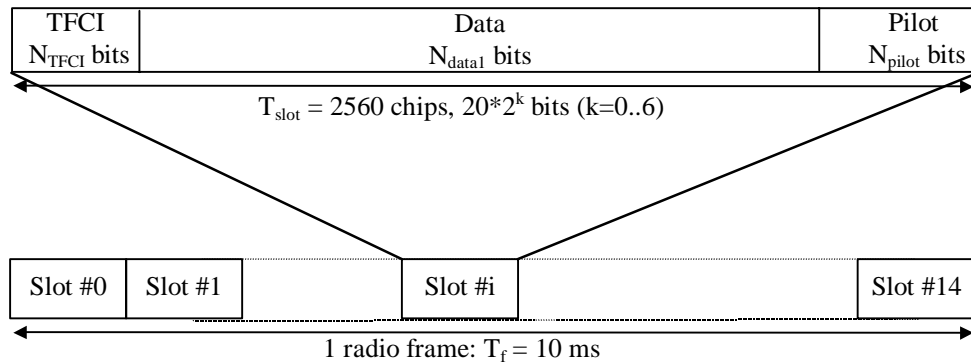 TFCI Data Pilot
N_TFCI bits N_data1 bits N_pilot bits
T_slot = 2560 chips, 20*2^k bits (k=0..6)
Slot #0 Slot #1 Slot #i Slot #14
1 radio frame: T_f = 10 ms